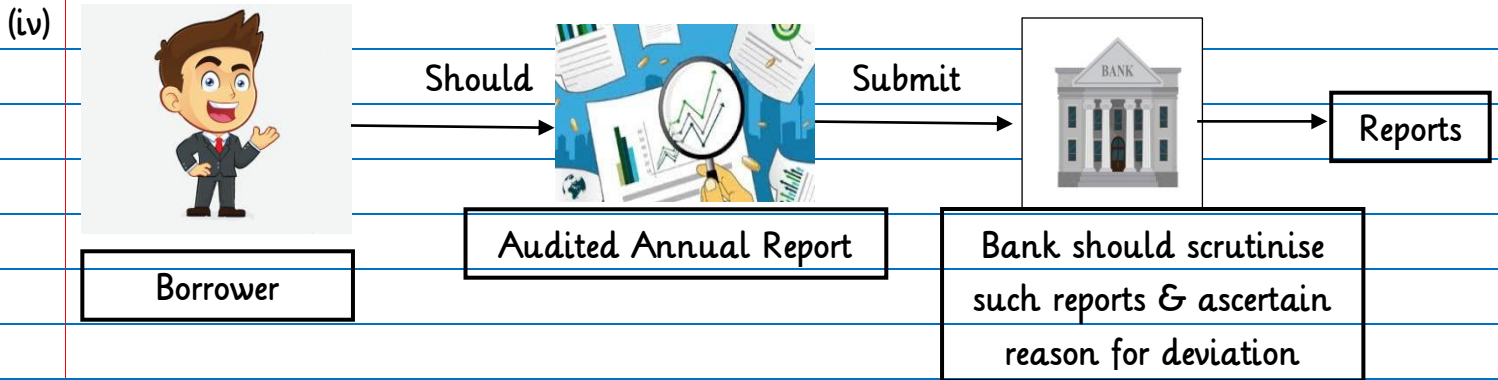 (iv)
Should
Submit
BANK
Reports
Borrower
Audited Annual Report
Bank should scrutinise
such reports & ascertain
reason for deviation